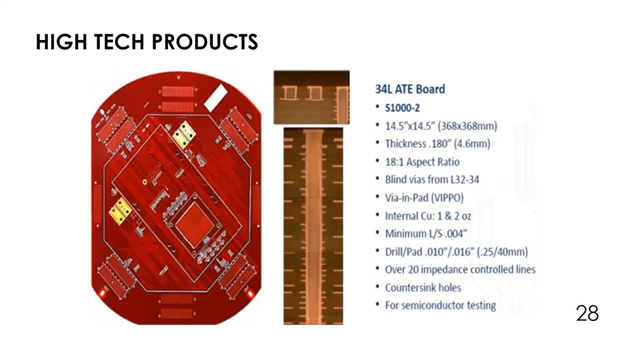 HIGH TECH PRODUCTS
34L ATE Board
• S1000-2
• 14.5”x14.5” (368x368mm)
• Thickness .180” (4.6mm)
• 18:1 Aspect Ratio
• Blind vias from L32-34
• Via-in-Pad (VIPPO)
• Internal Cu: 1 & 2 oz
• Minimum L/S .004”
• Drill/Pad .010”/.016” (.25/40mm)
• Over 20 impedance controlled lines
• Countersink holes
• For semiconductor testing
28